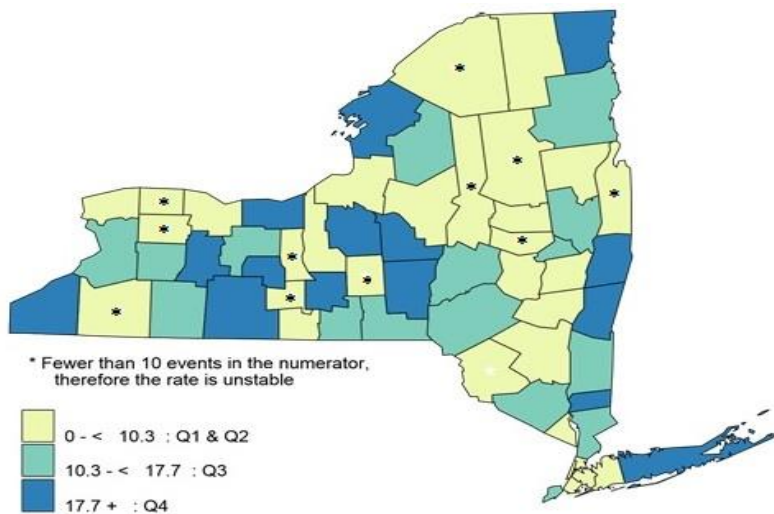 * Fewer than 10 events in the numerator,
therefore the rate is unstable
0 - < 10.3 : Q1 & Q2
10.3 - < 17.7 : Q3
17.7 + : Q4